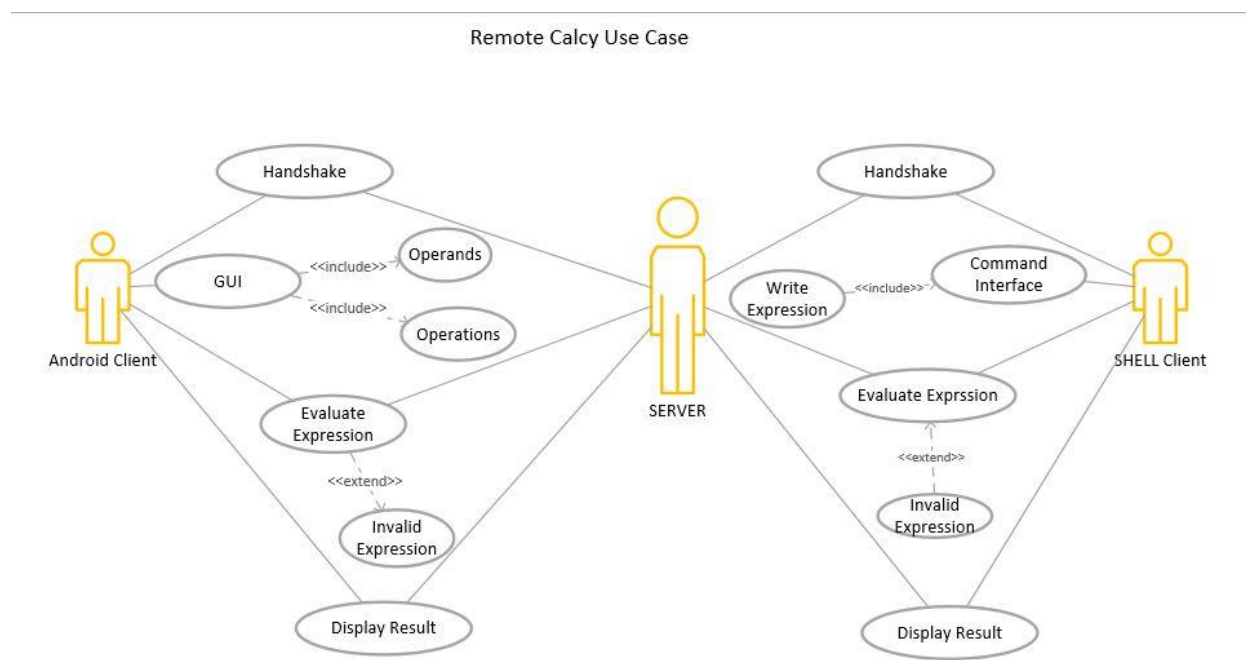 Remote Calcy Use Case
Handshake
Handshake
Operands
<<include>>
GUI
Command
Interface
<<include>>
Write
Expression
<<include>>
Operations
Android Client
SHELL Client
SERVER
Evaluate
Expression
Evaluate Exprssion
<<extend>>
<<extend>>
Invalid
Expression
Invalid
Expression
Display Result
Display Result